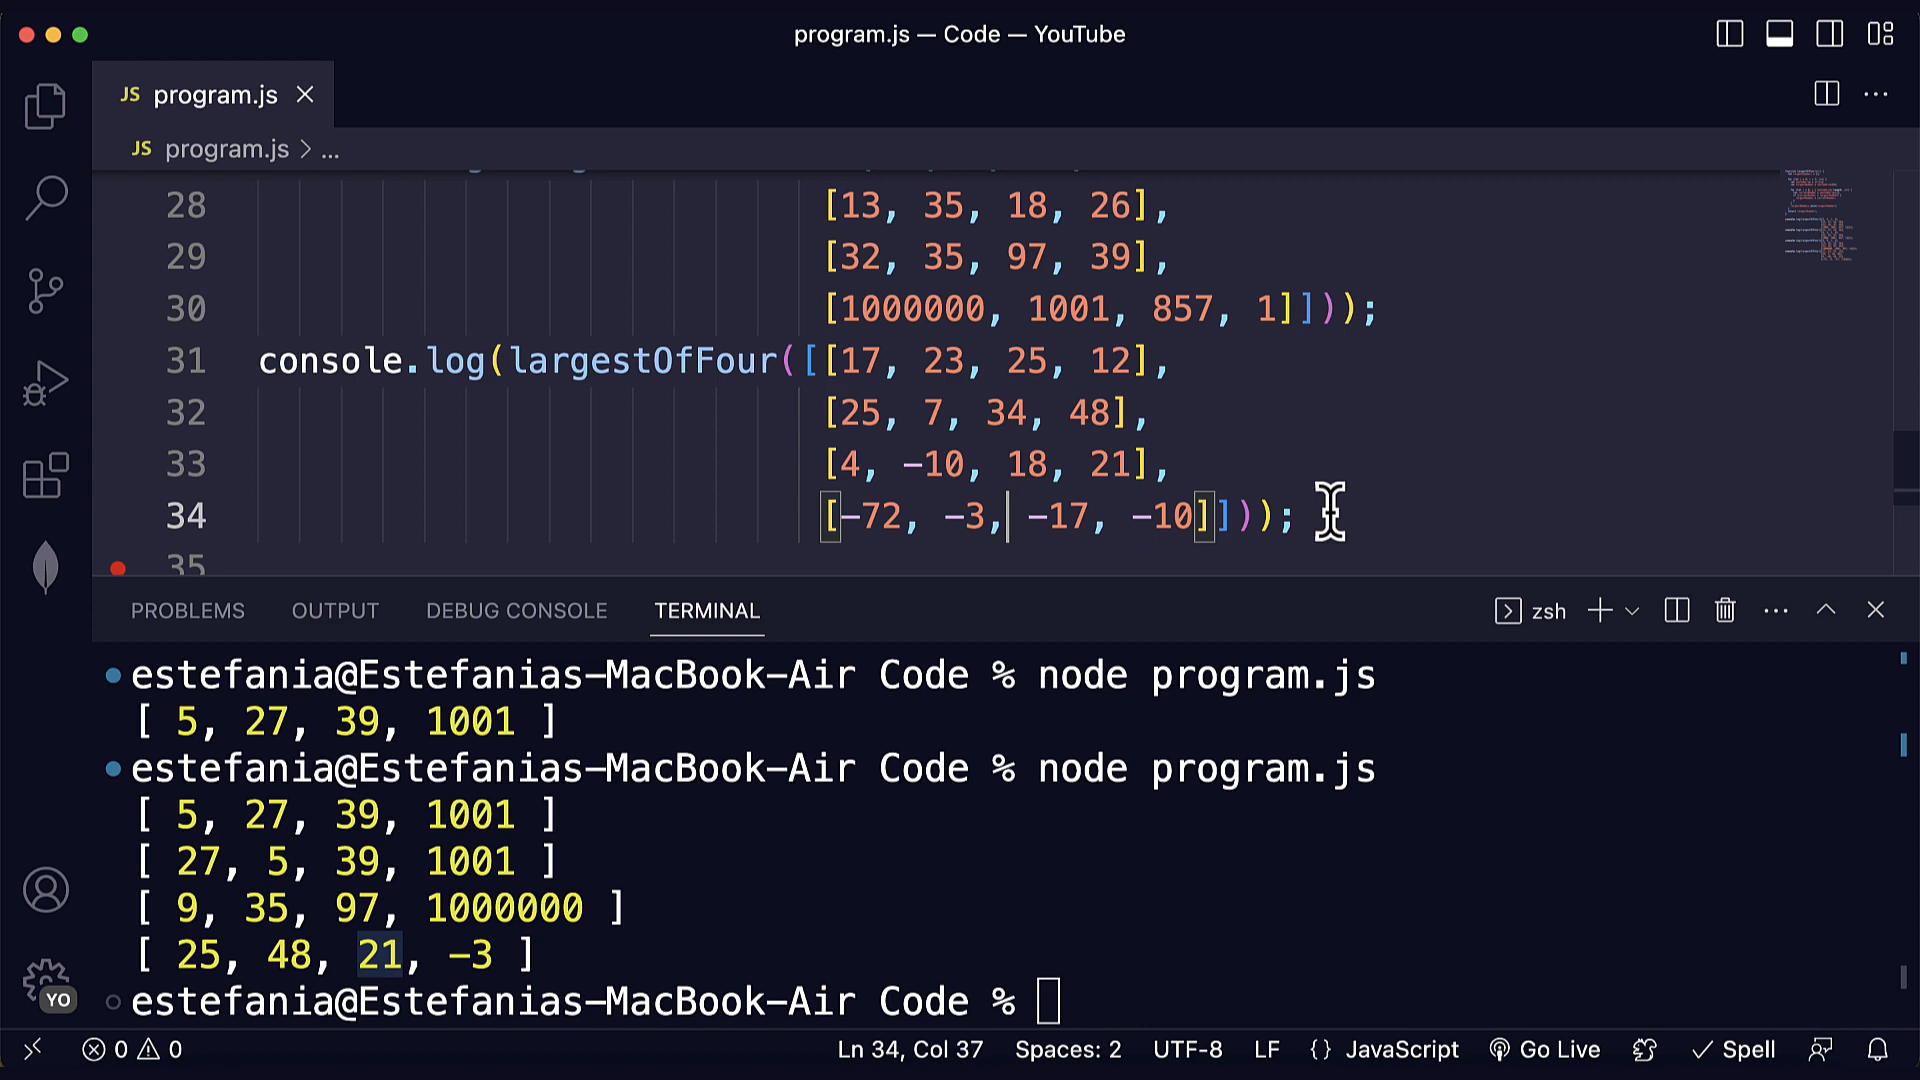 program.js — Code — YouTube
JS program.js
JS program.js > ...
28 [13, 35, 18, 26],
29 [32, 35, 97, 39],
30 [1000000, 1001, 857, 1]]));
31 console.log(largestOfFour([[17, 23, 25, 12],
32 [25, 7, 34, 48],
33 [4, -10, 18, 21],
34 [-72, -3, -17, -10]]));
35
PROBLEMS OUTPUT DEBUG CONSOLE TERMINAL zsh
estefania@Estefanias-MacBook-Air Code % node program.js
[ 5, 27, 39, 1001 ]
estefania@Estefanias-MacBook-Air Code % node program.js
[ 5, 27, 39, 1001 ]
[ 27, 5, 39, 1001 ]
[ 9, 35, 97, 1000000 ]
[ 25, 48, 21, -3 ]
estefania@Estefanias-MacBook-Air Code %
YO
0 0 Ln 34, Col 37 Spaces: 2 UTF-8 LF {} JavaScript Go Live Spell